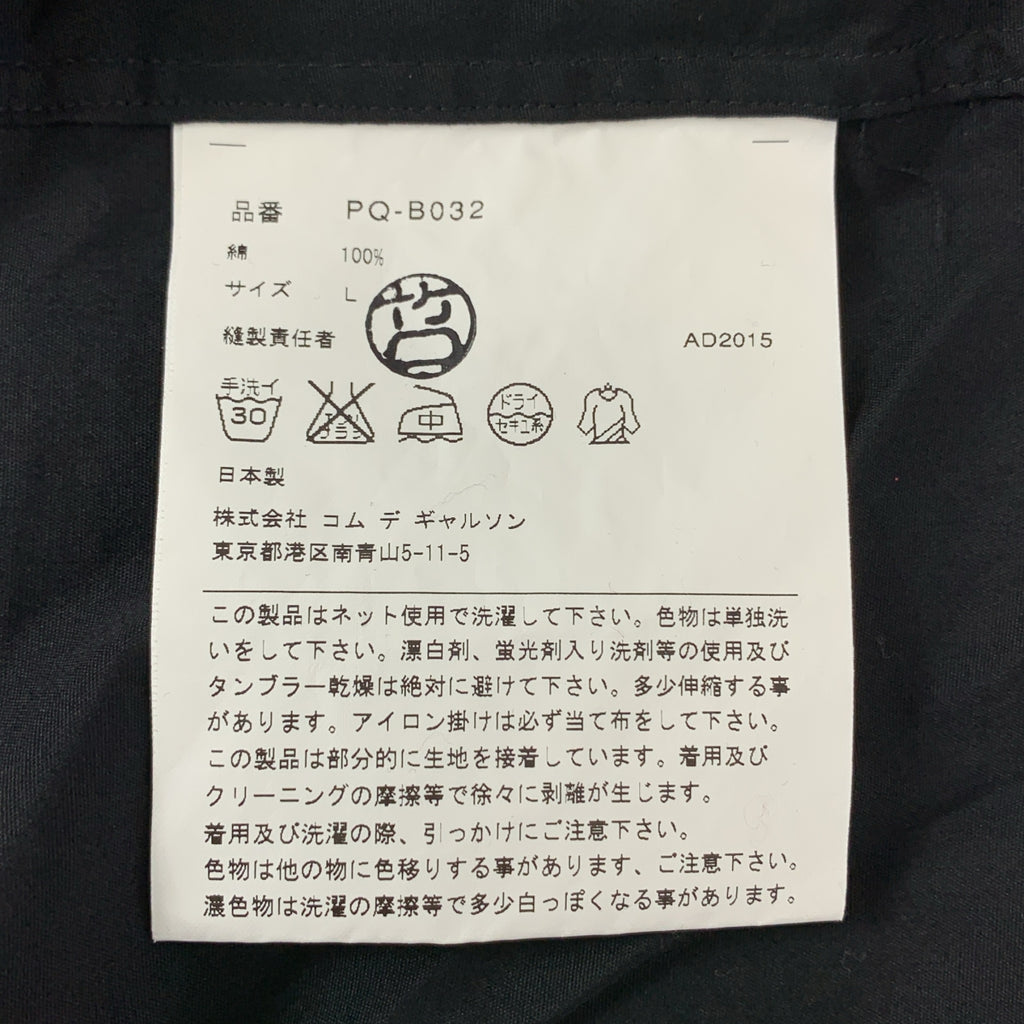 品番 PQ-B032
綿 100%
サイズ L
哲
縫製責任者 AD2015
手洗イ
30
エンソ
サラシ
中
ドライ
セキユ系
日本製
株式会社 コム デ ギャルソン
東京都港区南青山5-11-5
この製品はネット使用で洗濯して下さい。色物は単独洗
いをして下さい。漂白剤、蛍光剤入り洗剤等の使用及び
タンブラー乾燥は絶対に避けて下さい。多少伸縮する事
があります。アイロン掛けは必ず当て布をして下さい。
この製品は部分的に生地を接着しています。着用及び
クリーニングの摩擦等で徐々に剥離が生じます。
着用及び洗濯の際、引っかけにご注意下さい。
色物は他の物に色移りする事があります、ご注意下さい。
濃色物は洗濯の摩擦等で多少白っぽくなる事があります。